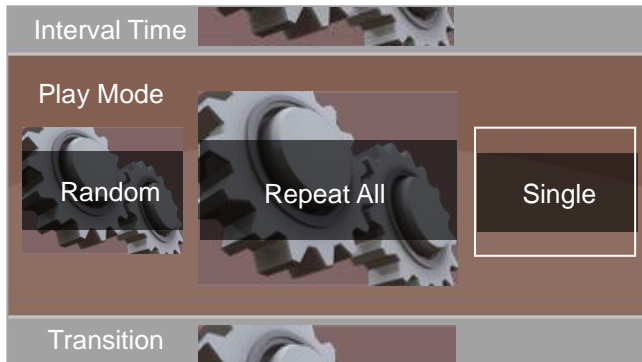 Interval Time
Play Mode
Random
Repeat All
Single
Transition